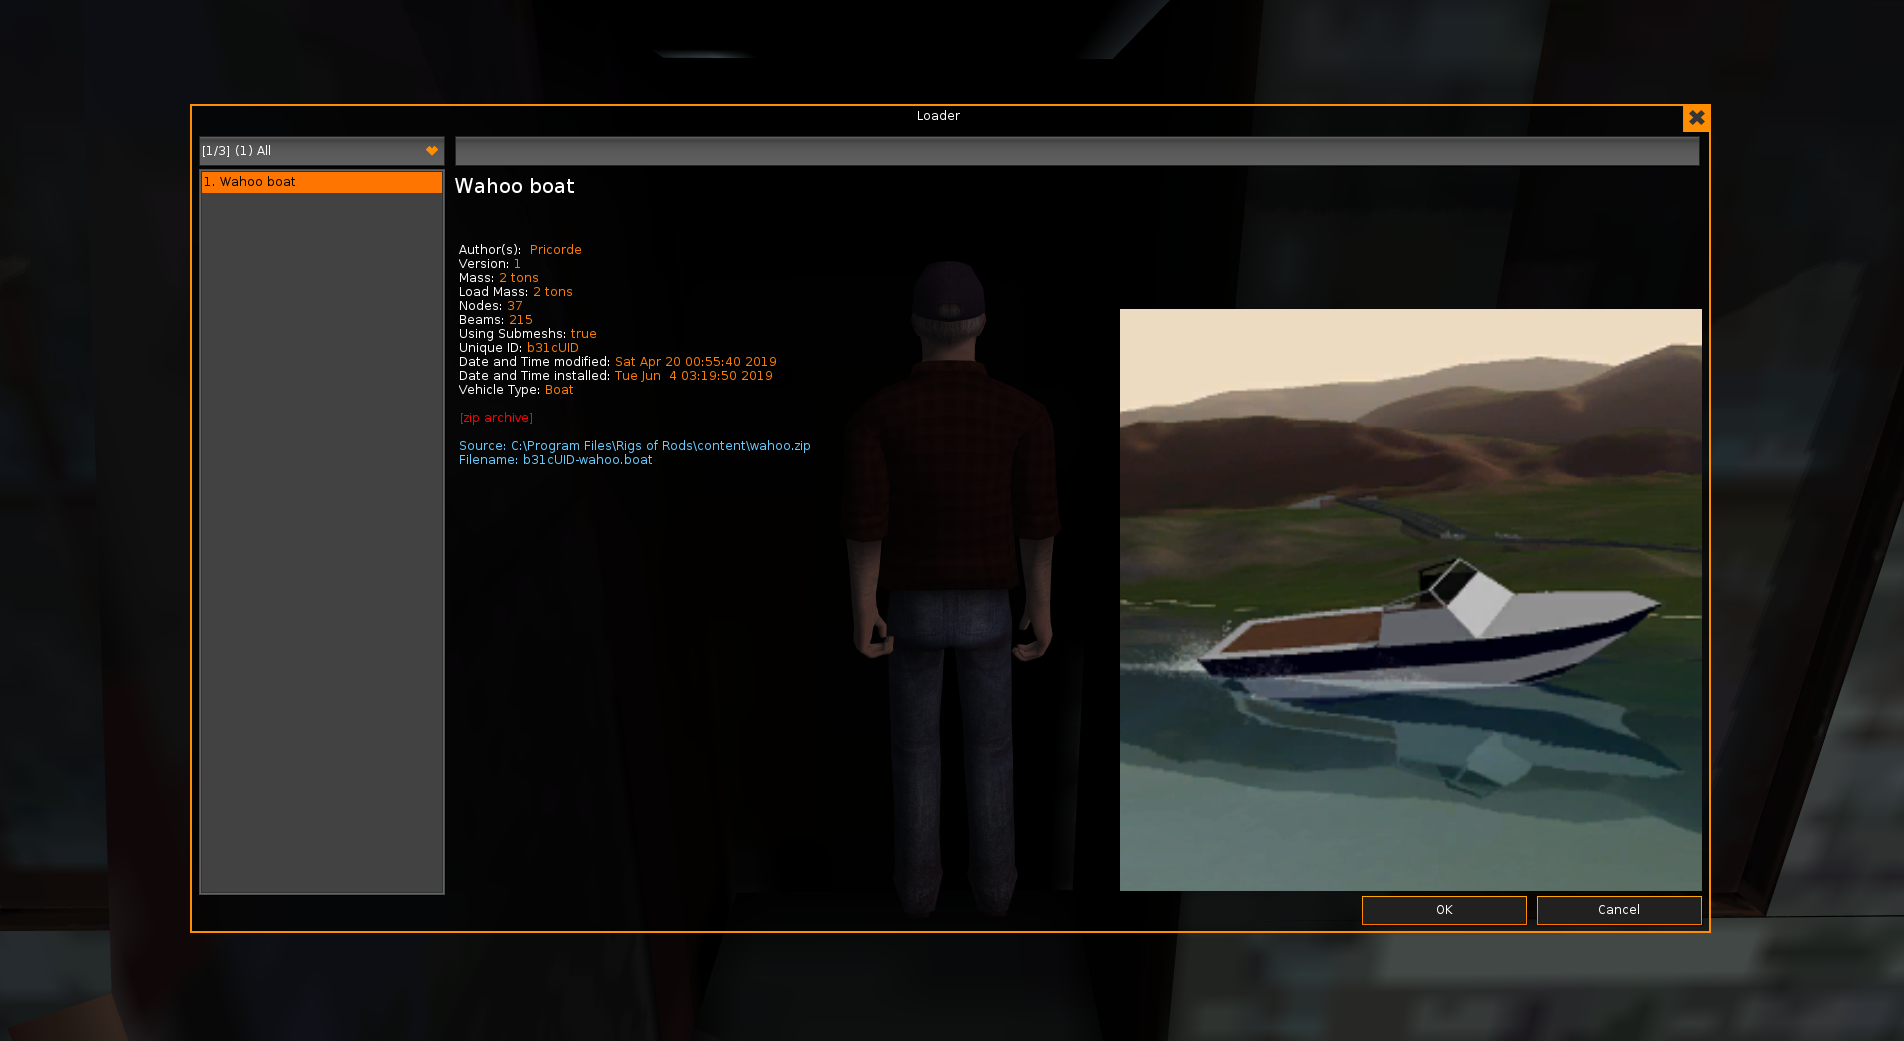 Loader
[1/3] (1) All
1. Wahoo boat
Wahoo boat
Author(s): Pricorde
Version: 1
Mass: 2 tons
Load Mass: 2 tons
Nodes: 37
Beams: 215
Using Submeshs: true
Unique ID: b31cUID
Date and Time modified: Sat Apr 20 00:55:40 2019
Date and Time installed: Tue Jun  4 03:19:50 2019
Vehicle Type: Boat
[zip archive]
Source: C:\Program Files\Rigs of Rods\content\wahoo.zip
Filename: b31cUID-wahoo.boat
OK
Cancel